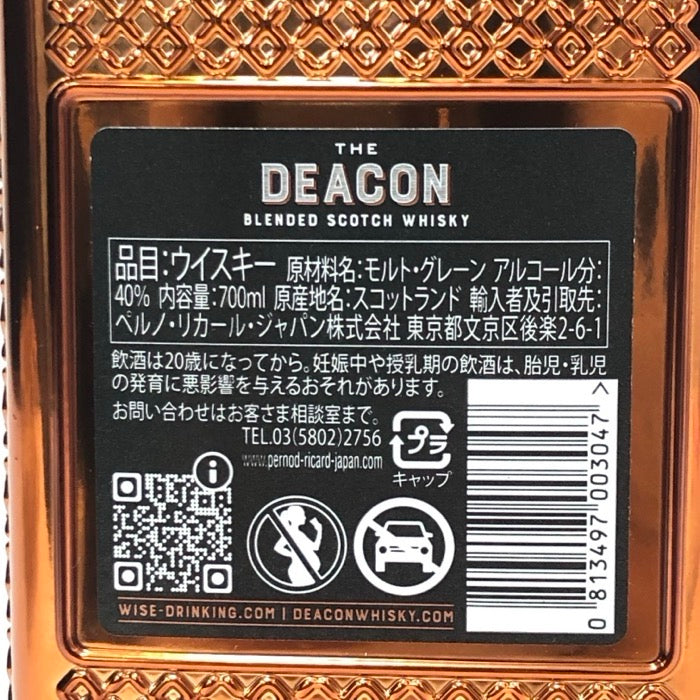 THE
DEACON
BLENDED SCOTCH WHISKY
品目:ウイスキー 原材料名:モルト・グレーン アルコール分:
40% 内容量:700ml 原産地名:スコットランド 輸入者及引取先:
ペルノ・リカール・ジャパン株式会社 東京都文京区後楽2-6-1
飲酒は20歳になってから。妊娠中や授乳期の飲酒は、胎児・乳児
の発育に悪影響を与えるおそれがあります。
お問い合わせはお客さま相談室まで。
TEL.03(5802)2756
www.pernod-ricard-japan.com
プラ
キャップ
i
WISE-DRINKING.COM | DEACONWHISKY.COM
0 813497 003047 >